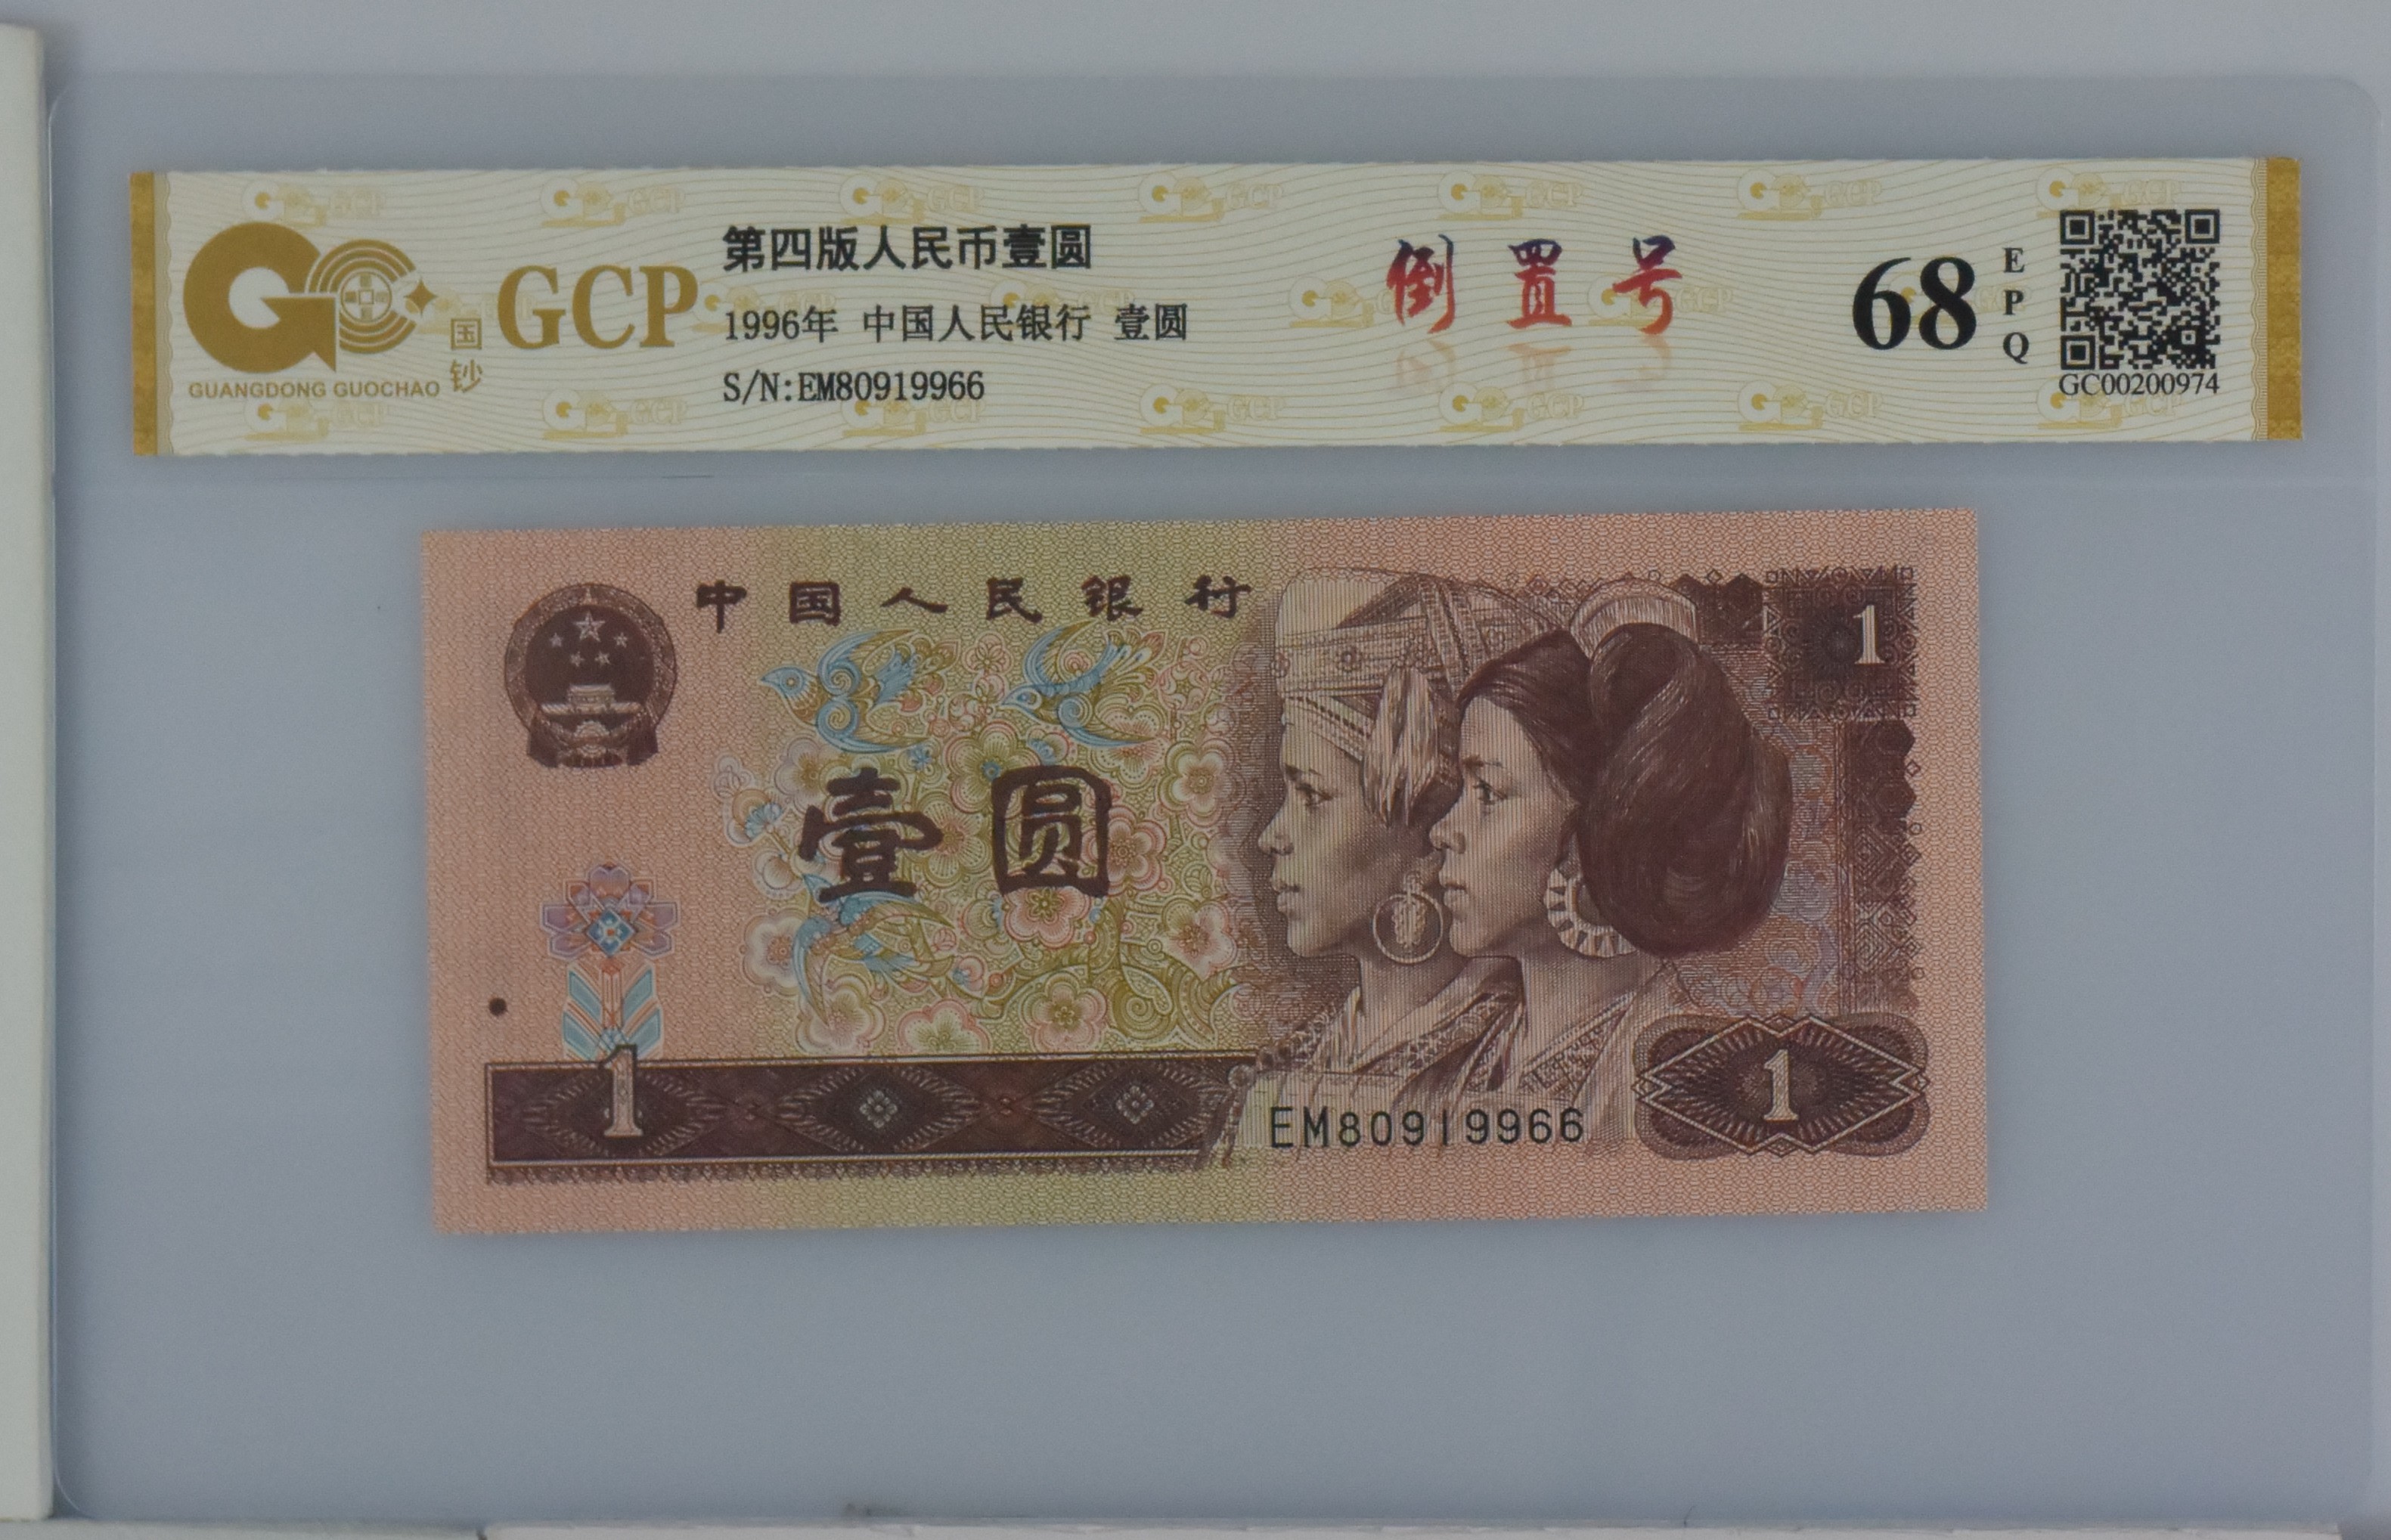 国钞
GUANGDONG GUOCHAO
GCP
第四版人民币壹圆
1996年 中国人民银行 壹圆
S/N:EM80919966
倒置号
68
EPQ
GC00200974
中国人民银行
1
壹圆
1
EM80919966
1